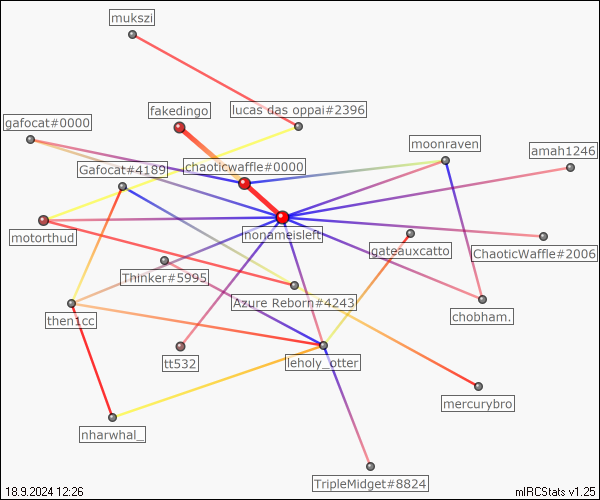 mukszi
fakedingo
lucas das oppai#2396
gafocat#0000
moonraven
amah1246
chaoticwaffle#0000
Gafocat#4189
motorthud
nonameisleft
gateauxcatto
ChaoticWaffle#2006
Thinker#5995
Azure Reborn#4243
chobham.
then1cc
tt532
leholy_otter
mercurybro
nharwhal_
TripleMidget#8824
18.9.2024 12:26
mIRCStats v1.25